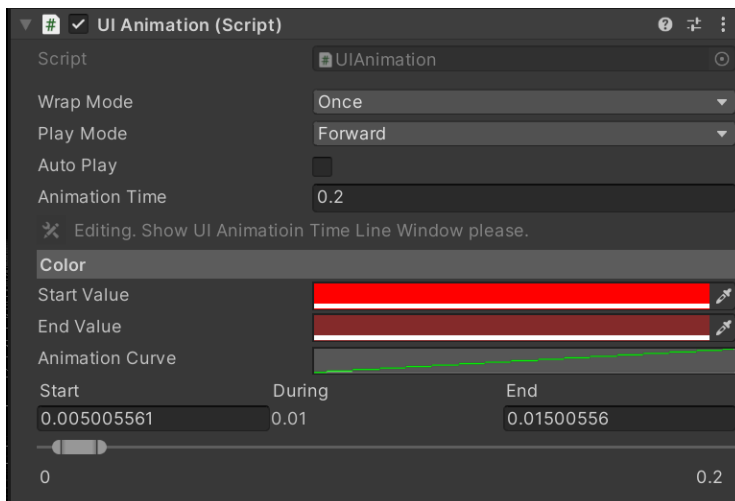 UI Animation (Script)
Script UIAnimation
Wrap Mode Once
Play Mode Forward
Auto Play
Animation Time 0.2
Editing. Show UI Animatioin Time Line Window please.
Color
Start Value
End Value
Animation Curve
Start During End
0.005005561 0.01 0.01500556
0 0.2